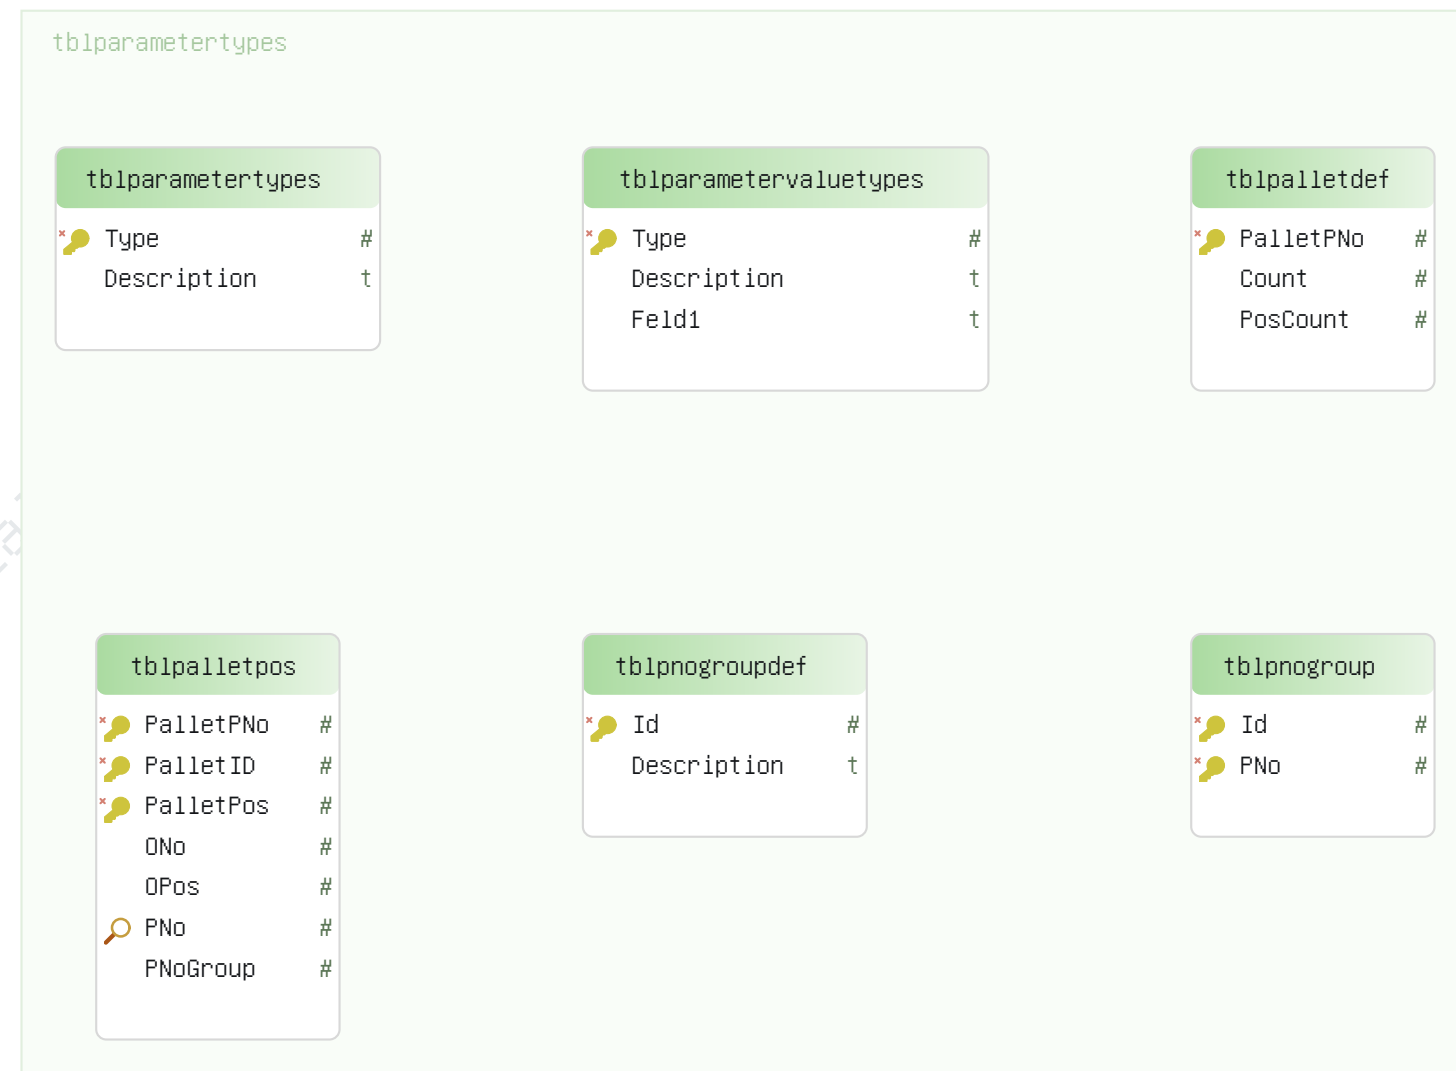 tblparametertypes
tblparametertypes
Type #
Description t
tblparametervaluetypes
Type #
Description t
Feld1 t
tblpalletdef
PalletPNo #
Count #
PosCount #
tblpalletpos
PalletPNo #
PalletID #
PalletPos #
ONo #
OPos #
PNo #
PNoGroup #
tblpnogroupdef
Id #
Description t
tblpnogroup
Id #
PNo #